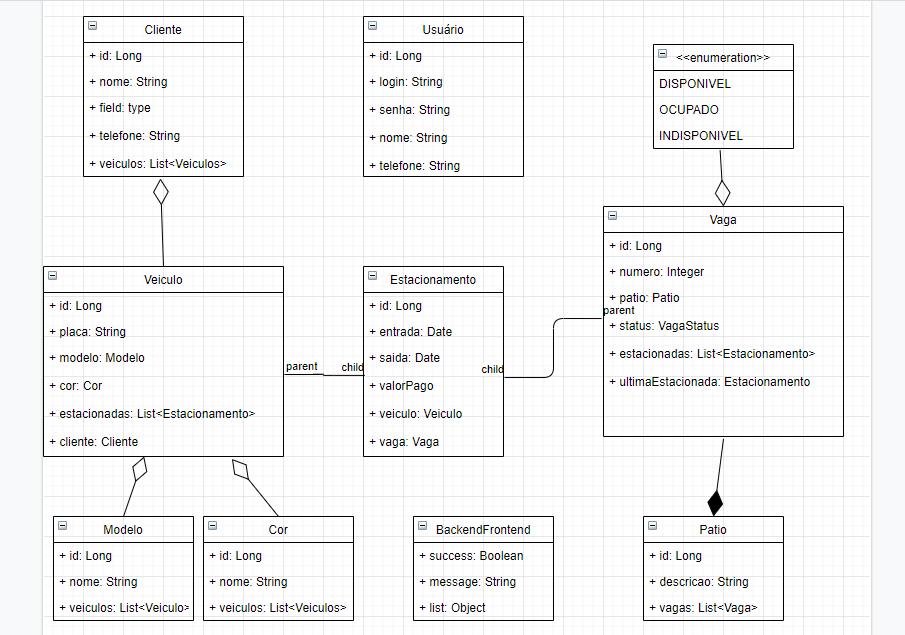 Cliente
+ id: Long
+ nome: String
+ field: type
+ telefone: String
+ veiculos: List<Veiculos>
Usuário
+ id: Long
+ login: String
+ senha: String
+ nome: String
+ telefone: String
<<enumeration>>
DISPONIVEL
OCUPADO
INDISPONIVEL
Veiculo
+ id: Long
+ placa: String
+ modelo: Modelo
+ cor: Cor
+ estacionadas: List<Estacionamento>
+ cliente: Cliente
parent
child
Estacionamento
+ id: Long
+ entrada: Date
+ saida: Date
+ valorPago
+ veiculo: Veiculo
+ vaga: Vaga
child
parent
Vaga
+ id: Long
+ numero: Integer
+ patio: Patio
+ status: VagaStatus
+ estacionadas: List<Estacionamento>
+ ultimaEstacionada: Estacionamento
Modelo
+ id: Long
+ nome: String
+ veiculos: List<Veiculo>
Cor
+ id: Long
+ nome: String
+ veiculos: List<Veiculos>
BackendFrontend
+ success: Boolean
+ message: String
+ list: Object
Patio
+ id: Long
+ descricao: String
+ vagas: List<Vaga>